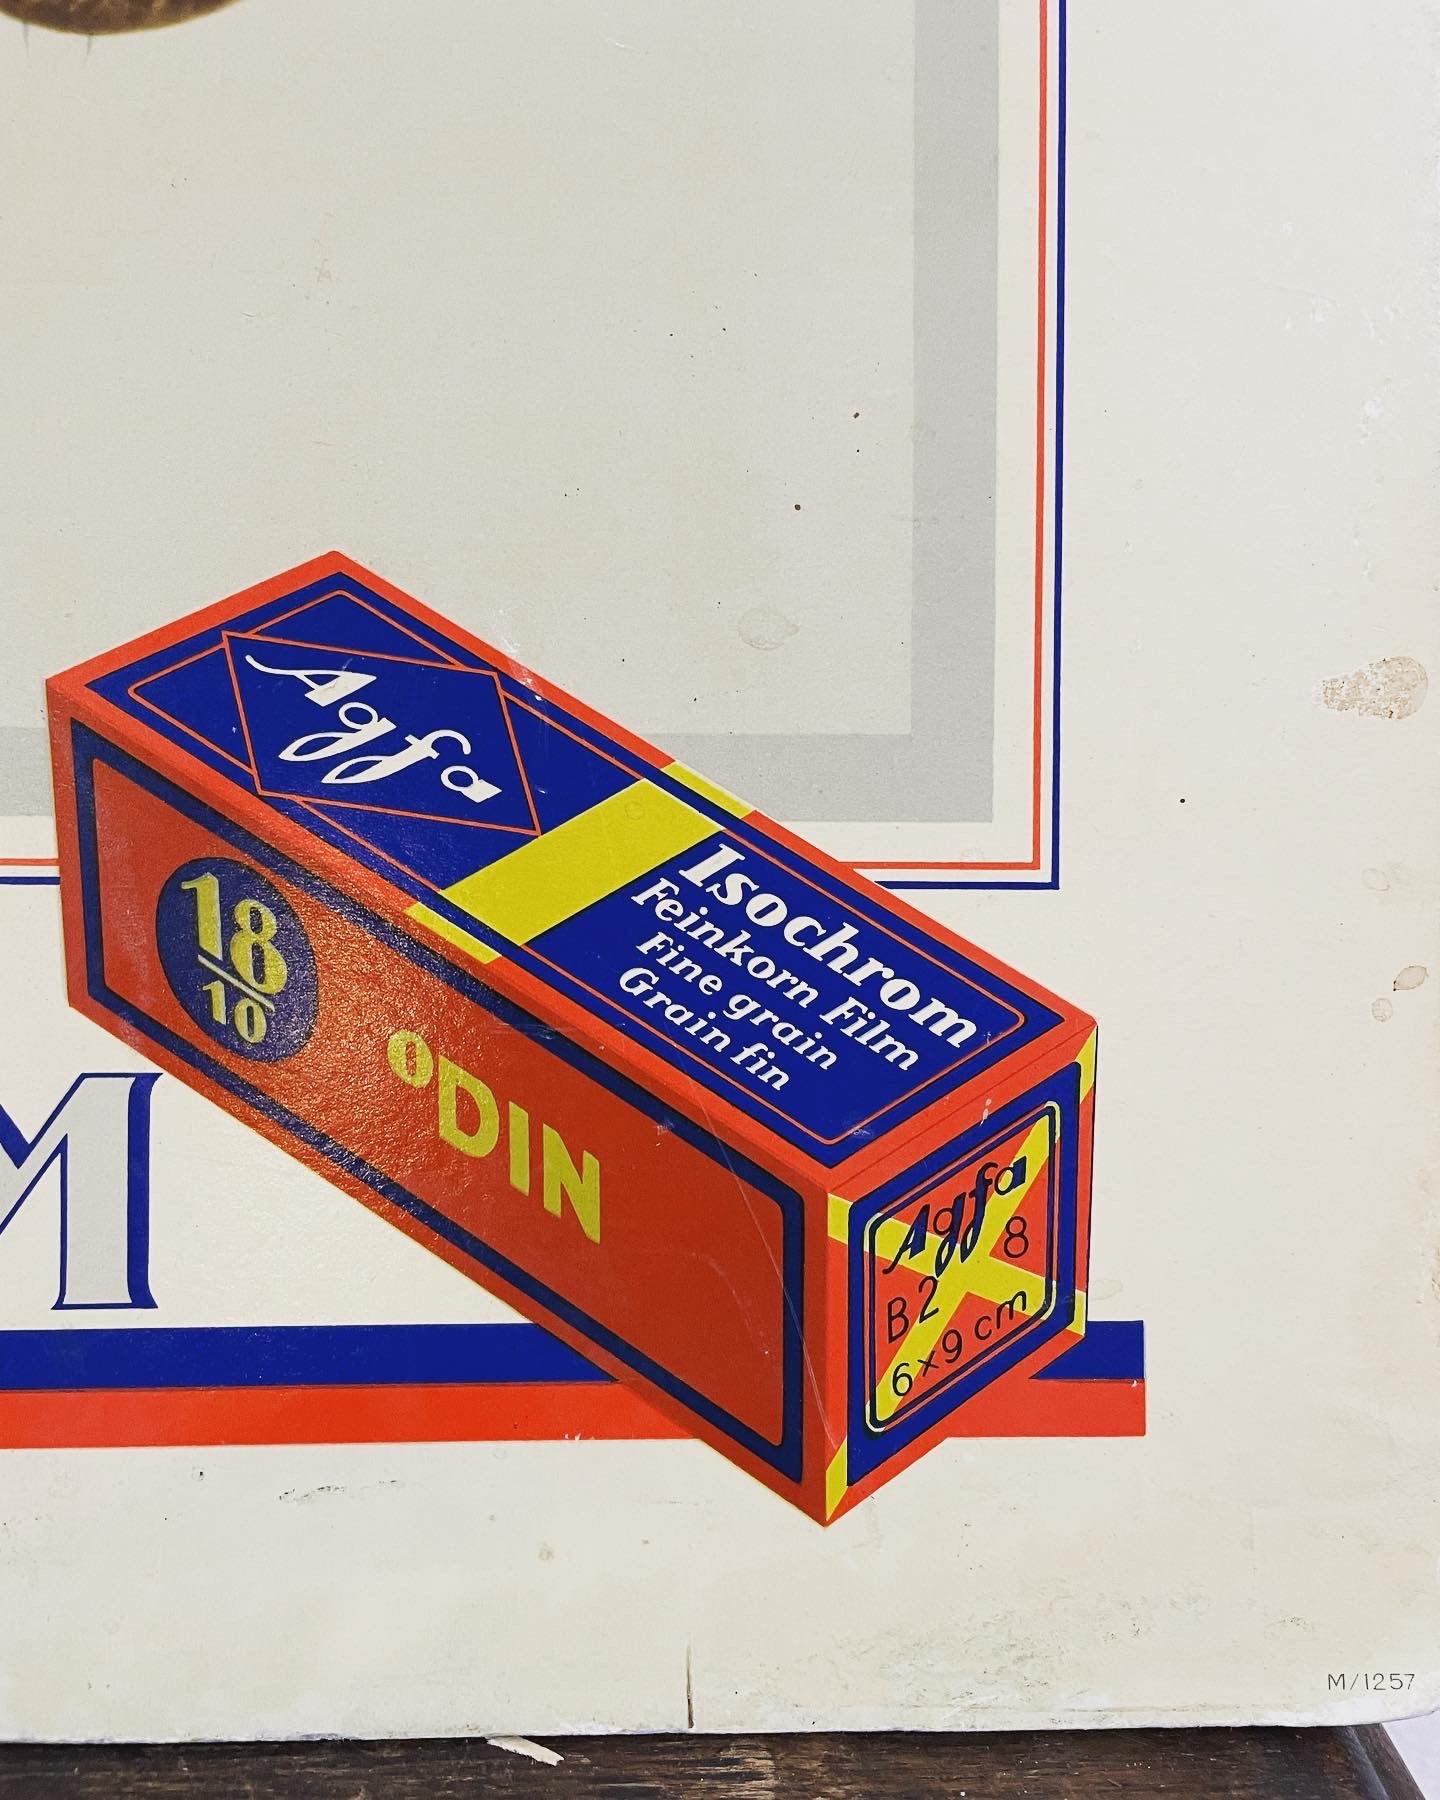 Agfa
Isochrom
Feinkorn Film
Fine grain
Grain fin
18/10
°DIN
Agfa
B2 8
6×9 cm
M
M/1257